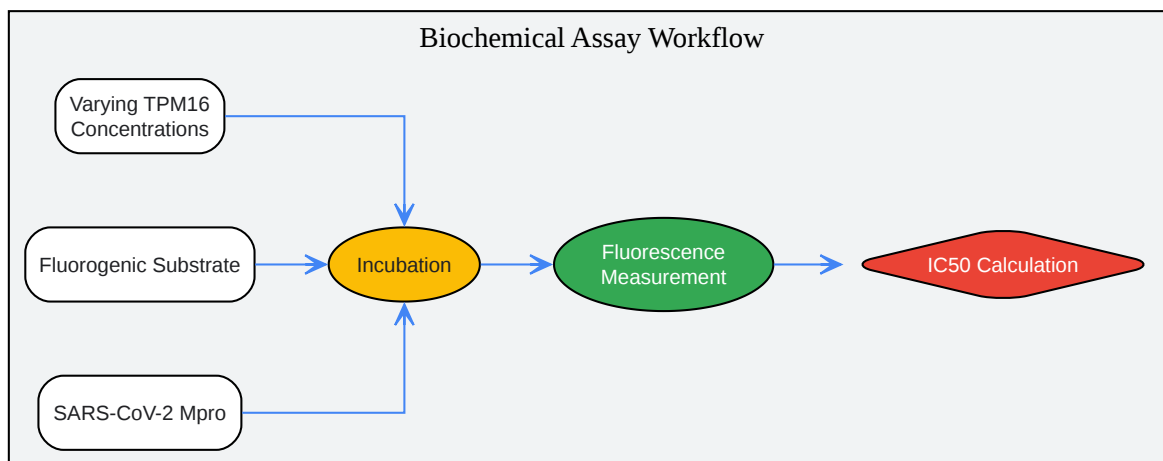 Biochemical Assay Workflow
Varying TPM16
Concentrations
Fluorogenic Substrate
Incubation
Fluorescence
Measurement
IC50 Calculation
SARS-CoV-2 Mpro